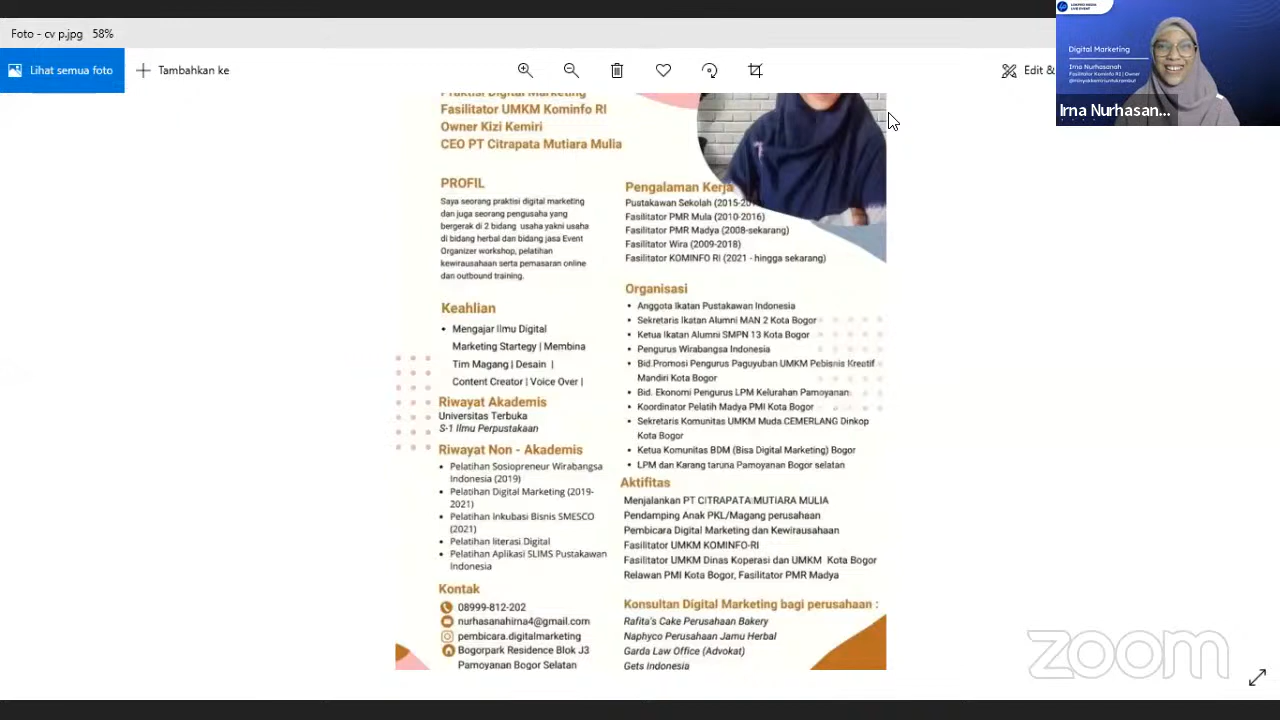 Foto - cv p.jpg 58%
Lihat semua foto
Tambahkan ke
Edit &
LIVE EVENT
Digital Marketing
Irna Nurhasanah
Fasilitator Kominfo RI | Owner
Irna Nurhasan...
Praktisi Digital Marketing
Fasilitator UMKM Kominfo RI
Owner Kizi Kemiri
CEO PT Citrapata Mutiara Mulia
PROFIL
Saya seorang praktisi digital marketing
dan juga seorang pengusaha yang
bergerak di 2 bidang usaha yakni usaha
di bidang herbal dan bidang jasa Event
Organizer workshop, pelatihan
kewirausahaan serta pemasaran online
dan outbound training.
Keahlian
• Mengajar Ilmu Digital
Marketing Startegy | Membina
Tim Magang | Desain |
Content Creator | Voice Over |
Riwayat Akademis
Universitas Terbuka
S-1 Ilmu Perpustakaan
Riwayat Non - Akademis
• Pelatihan Sosiopreneur Wirabangsa
Indonesia (2019)
• Pelatihan Digital Marketing (2019-
2021)
• Pelatihan Inkubasi Bisnis SMESCO
(2021)
• Pelatihan literasi Digital
• Pelatihan Aplikasi SLIMS Pustakawan
Indonesia
Kontak
08999-812-202
nurhasanahirna4@gmail.com
pembicara.digitalmarketing
Bogorpark Residence Blok J3
Pamoyanan Bogor Selatan
Pengalaman Kerja
Pustakawan Sekolah (2015-20
Fasilitator PMR Mula (2010-2016)
Fasilitator PMR Madya (2008-sekarang)
Fasilitator Wira (2009-2018)
Fasilitator KOMINFO RI (2021 - hingga sekarang)
Organisasi
• Anggota Ikatan Pustakawan Indonesia
• Sekretaris Ikatan Alumni MAN 2 Kota Bogor
• Ketua Ikatan Alumni SMPN 13 Kota Bogor
• Pengurus Wirabangsa Indonesia
• Bid.Promosi Pengurus Paguyuban UMKM Pebisnis Kreatif
Mandiri Kota Bogor
• Bid. Ekonomi Pengurus LPM Kelurahan Pamoyanan
• Koordinator Pelatih Madya PMI Kota Bogor
• Sekretaris Komunitas UMKM Muda CEMERLANG Dinkop
Kota Bogor
• Ketua Komunitas BDM (Bisa Digital Marketing) Bogor
• LPM dan Karang taruna Pamoyanan Bogor selatan
Aktifitas
Menjalankan PT CITRAPATA MUTIARA MULIA
Pendamping Anak PKL/Magang perusahaan
Pembicara Digital Marketing dan Kewirausahaan
Fasilitator UMKM KOMINFO-RI
Fasilitator UMKM Dinas Koperasi dan UMKM Kota Bogor
Relawan PMI Kota Bogor, Fasilitator PMR Madya
Konsultan Digital Marketing bagi perusahaan :
Rafita's Cake Perusahaan Bakery
Naphyco Perusahaan Jamu Herbal
Garda Law Office (Advokat)
Gets Indonesia
zoom